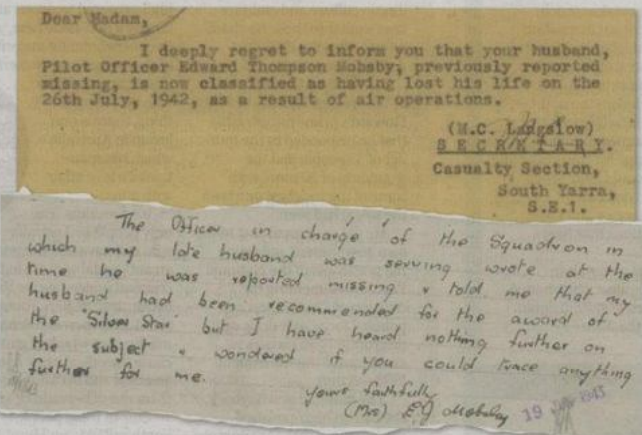 Dear Madam,
I deeply regret to inform you that your husband,
Pilot Officer Edward Thompson Mobsby, previously reported
missing, is now classified as having lost his life on the
26th July, 1942, as a result of air operations.
(M.C. Langslow)
SECRETARY.
Casualty Section,
South Yarra,
S.E.1.
The Officer in charge of the Squadron in
which my late husband was serving wrote at the
time he was reported missing & told me that my
husband had been recommended for the award of
the "Silver Star" but I have heard nothing further on
the subject & wondered if you could trace anything
further for me.
yours faithfully
(Mrs) E J Mobsby
19 1943